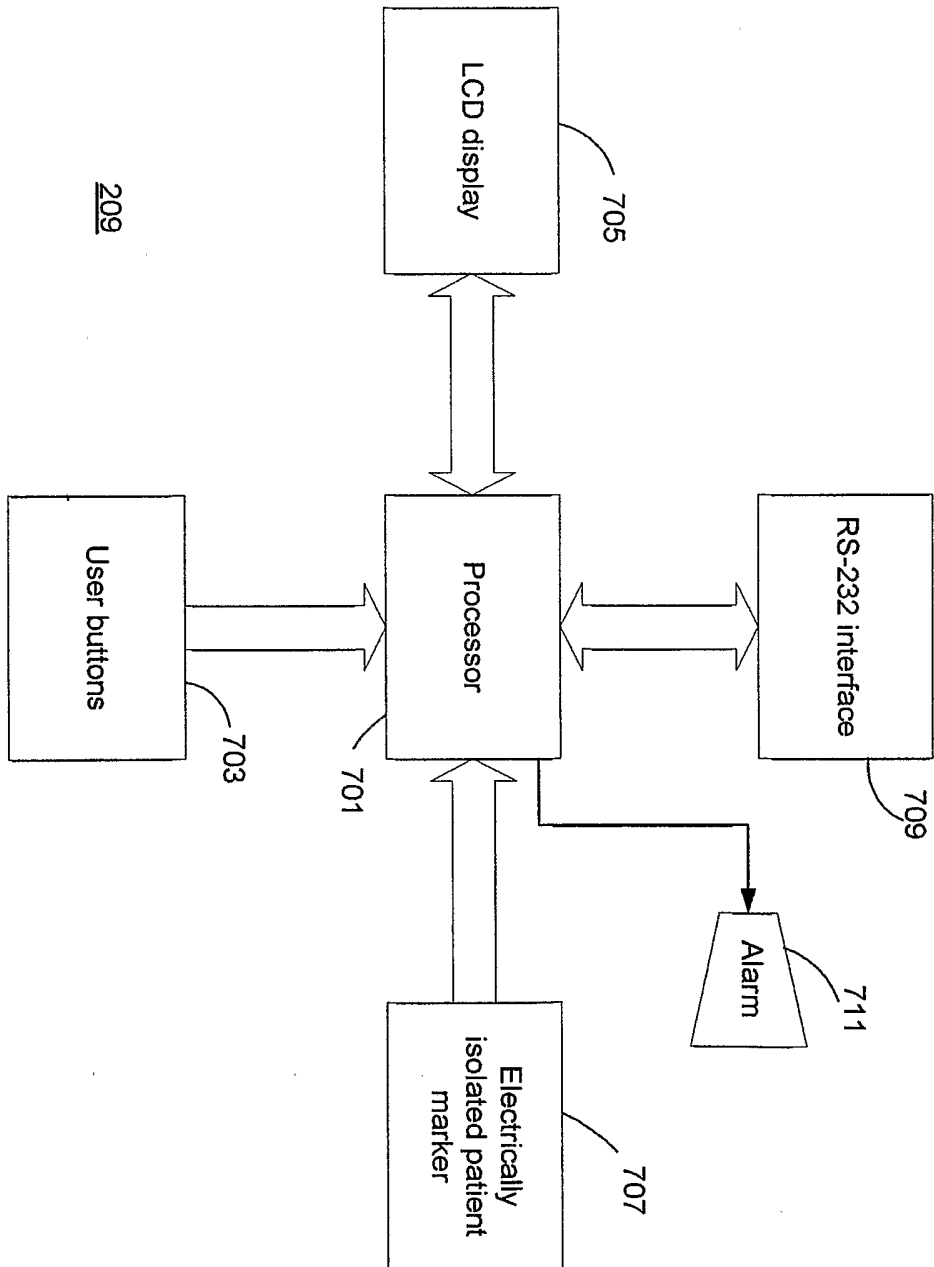 RS-232 interface
709
LCD display
705
Processor
701
Alarm
711
User buttons
703
Electrically
isolated patient
marker
707
209